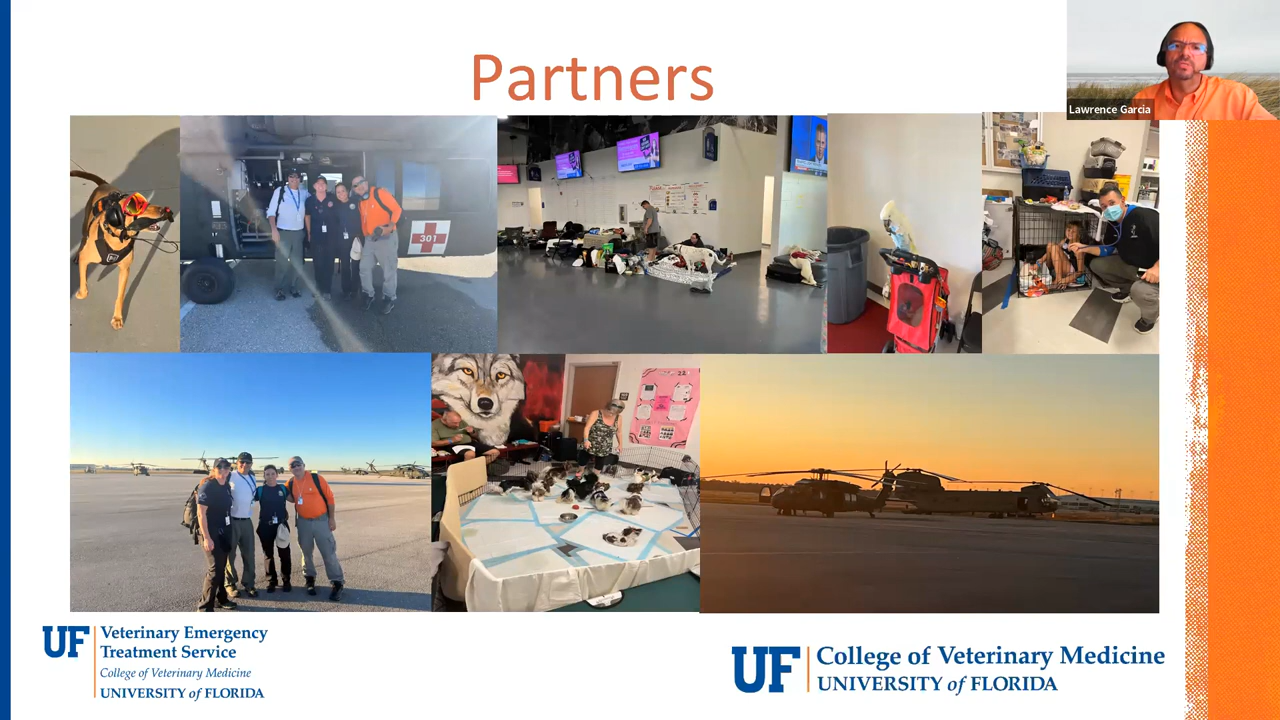 Partners
Lawrence Garcia
301
UF
Veterinary Emergency
Treatment Service
College of Veterinary Medicine
UNIVERSITY of FLORIDA
UF
College of Veterinary Medicine
UNIVERSITY of FLORIDA